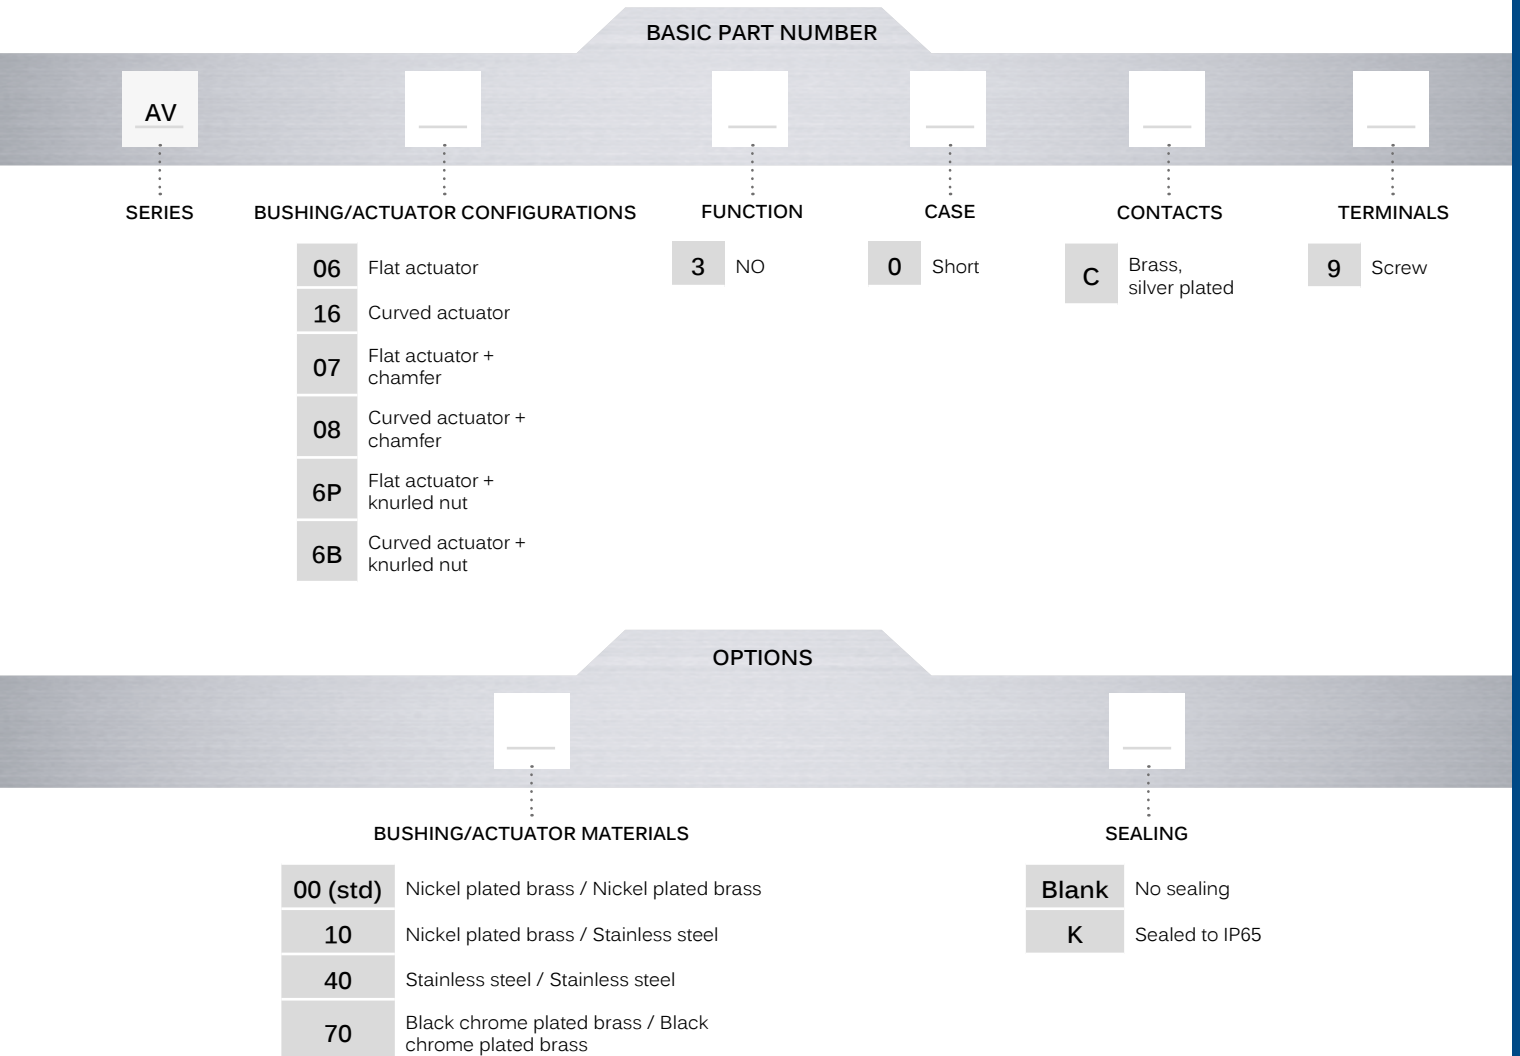 BASIC PART NUMBER
AV
SERIES
BUSHING/ACTUATOR CONFIGURATIONS
06 Flat actuator
16 Curved actuator
07 Flat actuator +
chamfer
08 Curved actuator +
chamfer
6P Flat actuator +
knurled nut
6B Curved actuator +
knurled nut
FUNCTION
3 NO
CASE
0 Short
CONTACTS
C Brass,
silver plated
TERMINALS
9 Screw
OPTIONS
BUSHING/ACTUATOR MATERIALS
00 (std) Nickel plated brass / Nickel plated brass
10 Nickel plated brass / Stainless steel
40 Stainless steel / Stainless steel
70 Black chrome plated brass / Black
chrome plated brass
SEALING
Blank No sealing
K Sealed to IP65